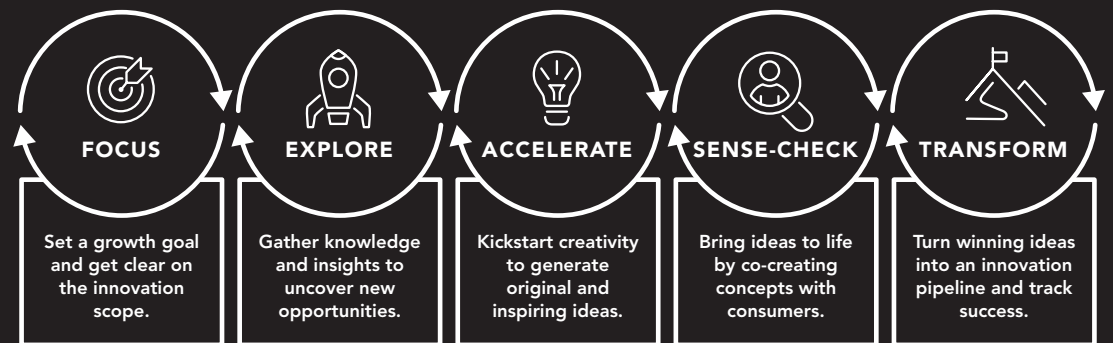 FOCUS
Set a growth goal
and get clear on
the innovation
scope.
EXPLORE
Gather knowledge
and insights to
uncover new
opportunities.
ACCELERATE
Kickstart creativity
to generate
original and
inspiring ideas.
SENSE-CHECK
Bring ideas to life
by co-creating
concepts with
consumers.
TRANSFORM
Turn winning ideas
into an innovation
pipeline and track
success.